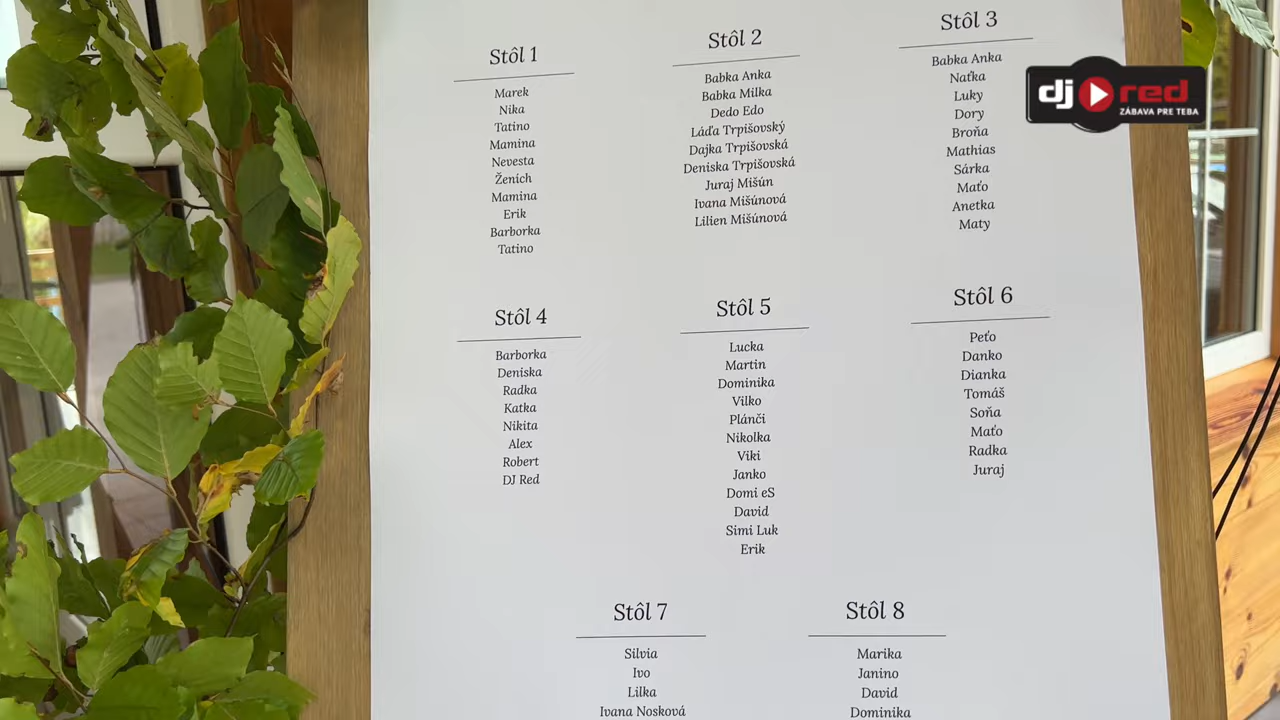 Stôl 1
Marek
Nika
Tatino
Mamina
Nevesta
Ženich
Mamina
Erik
Barborka
Tatino
Stôl 2
Babka Anka
Babka Milka
Dedo Edo
Láďa Trpišovský
Dajka Trpišovská
Deniska Trpišovská
Juraj Mišún
Ivana Mišúnová
Lilien Mišúnová
Stôl 3
Babka Anka
Naťka
Luky
Dory
Broňa
Mathias
Sárka
Maťo
Anetka
Maty
dj red
ZÁBAVA PRE TEBA
Stôl 4
Barborka
Deniska
Radka
Katka
Nikita
Alex
Robert
DJ Red
Stôl 5
Lucka
Martin
Dominika
Vilko
Plánči
Nikolka
Viki
Janko
Domi eS
David
Simi Luk
Erik
Stôl 6
Peťo
Danko
Dianka
Tomáš
Soňa
Maťo
Radka
Juraj
Stôl 7
Silvia
Ivo
Lilka
Ivana Nosková
Stôl 8
Marika
Janino
David
Dominika